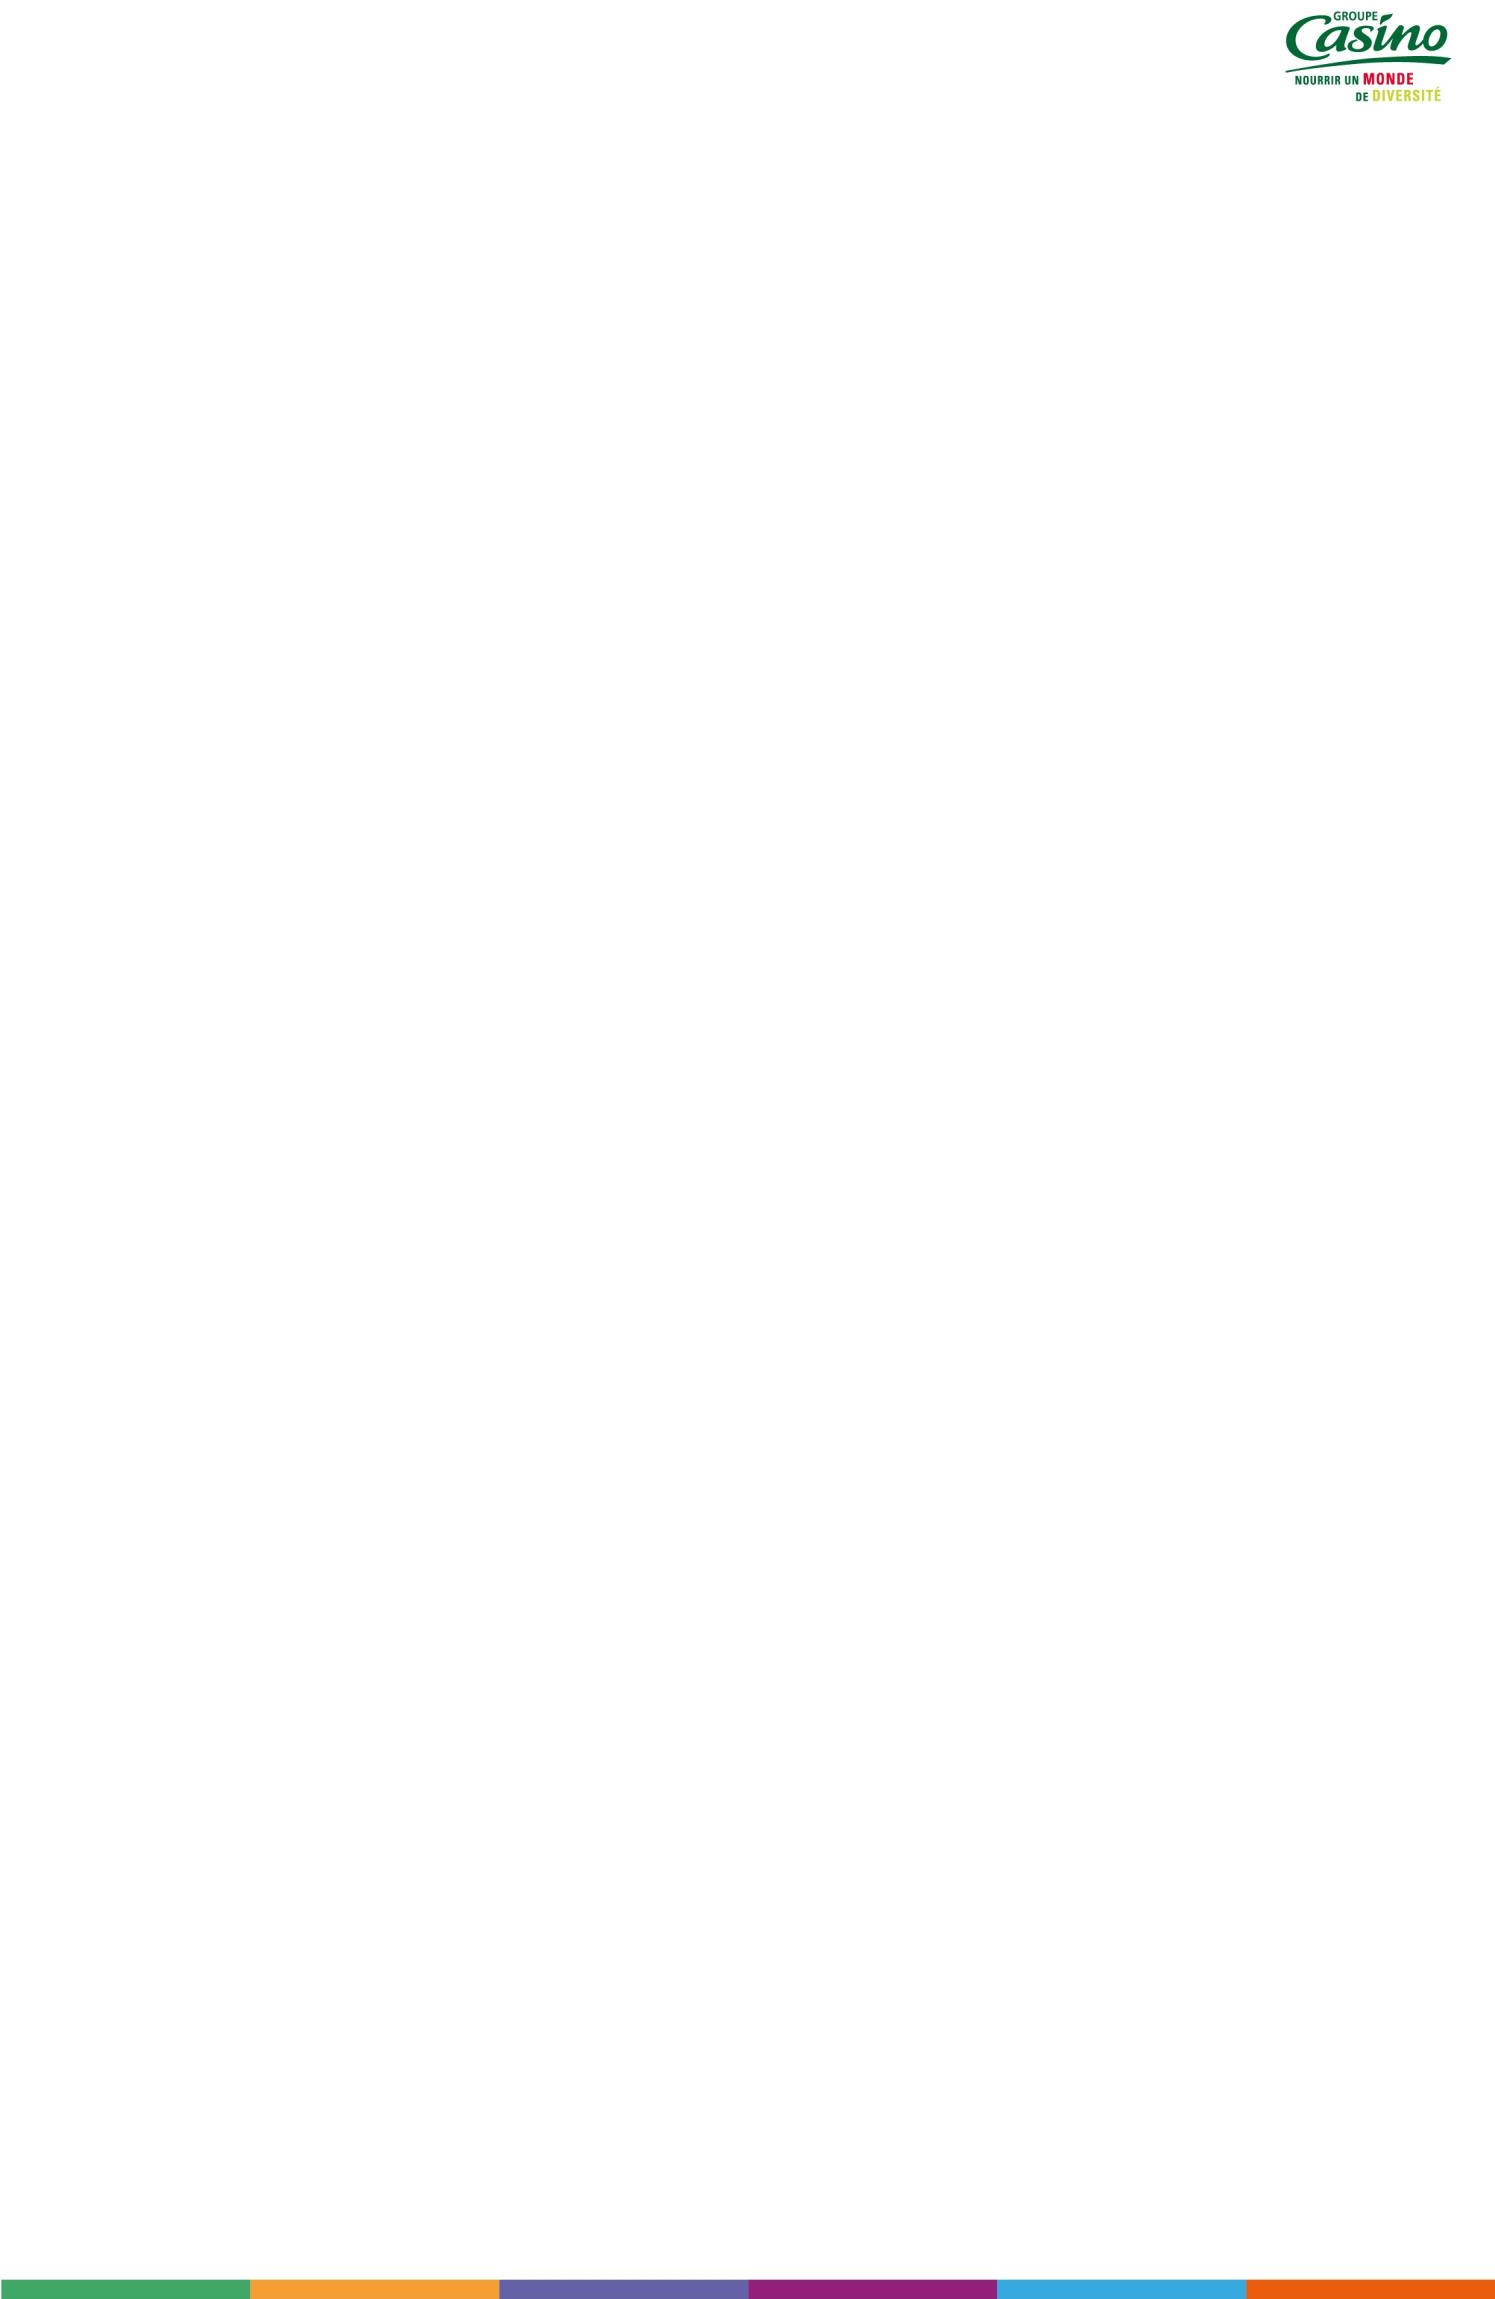 GROUPE
Casino
NOURRIR UN MONDE
DE DIVERSITÉ